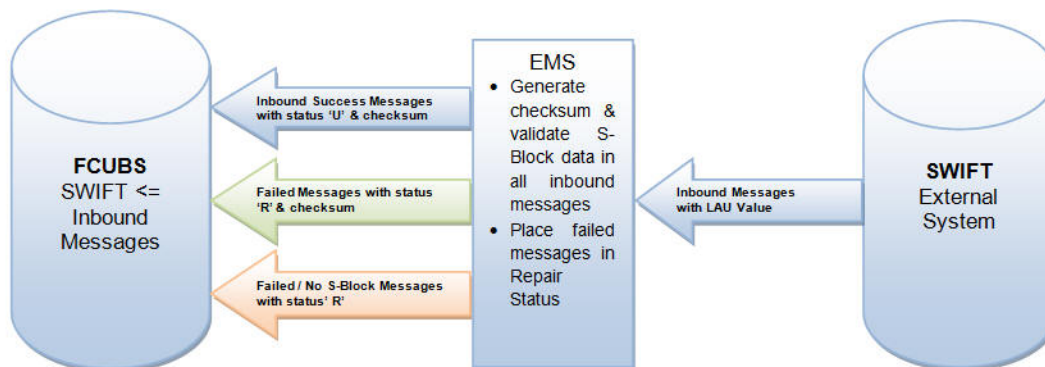 FCUBS
SWIFT <=
Inbound
Messages
Inbound Success Messages
with status 'U' & checksum
Failed Messages with status
'R' & checksum
Failed / No S-Block Messages
with status' R'
EMS
• Generate
checksum &
validate S-
Block data in
all inbound
messages
• Place failed
messages in
Repair
Status
Inbound Messages
with LAU Value
SWIFT
External
System